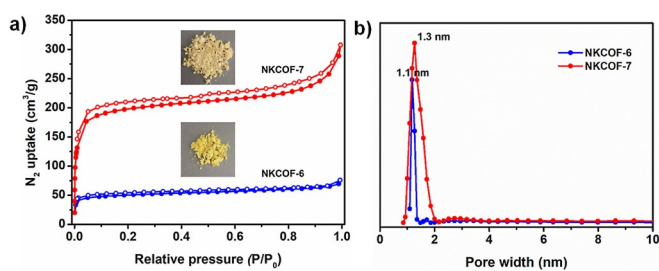 a)
N₂ uptake (cm³/g)
350
300
250
200
150
100
50
0
NKCOF-7
NKCOF-6
0.0 0.2 0.4 0.6 0.8 1.0
Relative pressure (P/P₀)
b)
1.3 nm
1.1 nm
NKCOF-6
NKCOF-7
0 2 4 6 8 10
Pore width (nm)